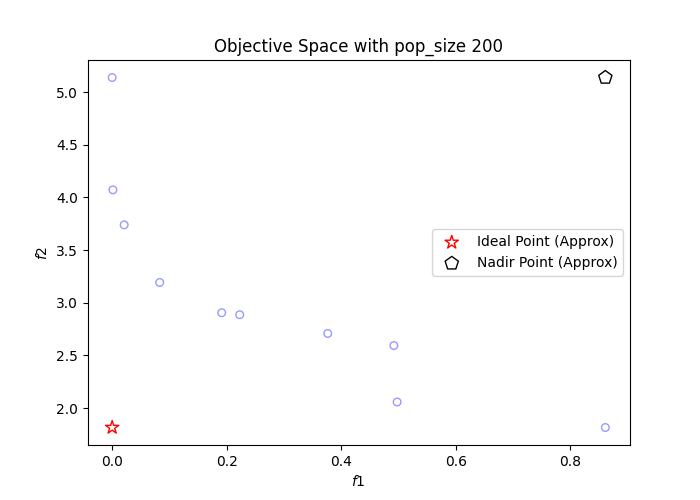 Objective Space with pop_size 200
5.0
4.5
4.0
3.5
3.0
2.5
2.0
f2
Ideal Point (Approx)
Nadir Point (Approx)
0.0 0.2 0.4 0.6 0.8
f1